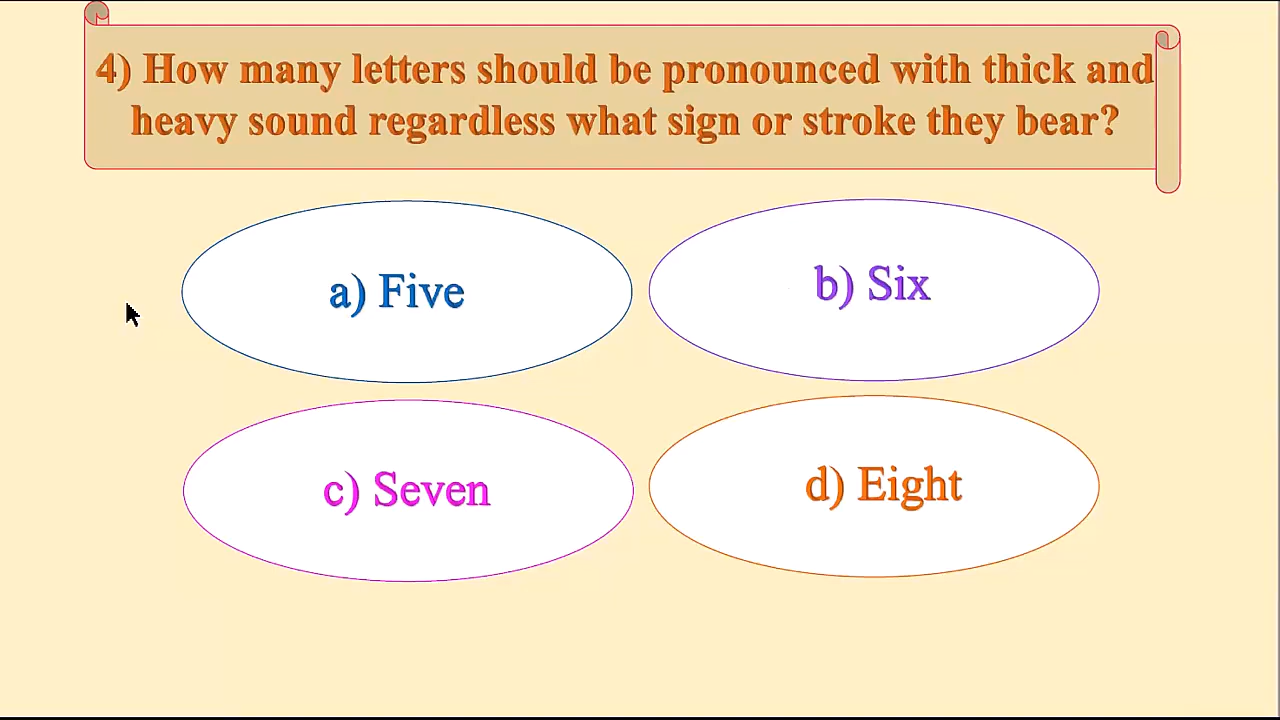 4) How many letters should be pronounced with thick and
heavy sound regardless what sign or stroke they bear?
a) Five
b) Six
c) Seven
d) Eight